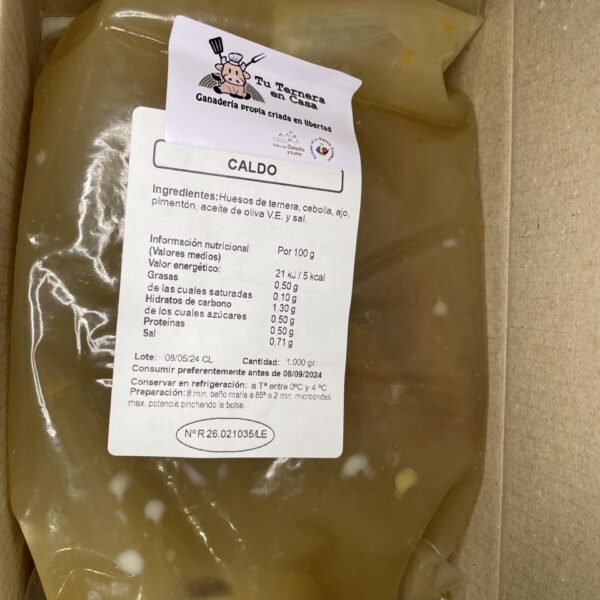 Tu Ternera
en Casa
Ganadería propia criada en libertad
CALDO
Ingredientes:Huesos de ternera, cebolla, ajo,
pimentón, aceite de oliva V.E. y sal.
Información nutricional
(Valores medios) Por 100 g
Valor energético: 21 kJ / 5 kcal
Grasas 0,50 g
de las cuales saturadas 0,10 g
Hidratos de carbono 1,30 g
de los cuales azúcares 0,50 g
Proteínas 0,50 g
Sal 0,71 g
Lote: 08/05/24 CL Cantidad: 1.000 gr.
Consumir preferentemente antes de 08/09/2024
Conservar en refrigeración: a Tª entre 0ºC y 4 ºC
Preparación: 8 min. baño maría a 85º o 2 min. microondas
max. potencia pinchando la bolsa.
Nº R 26.021035/LE